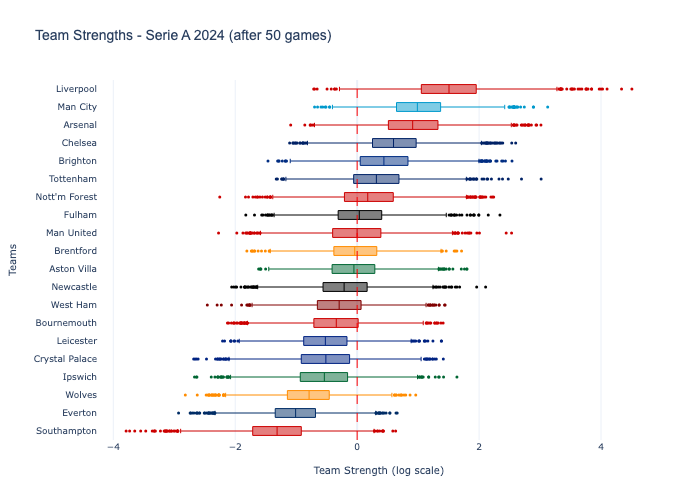 Team Strengths - Serie A 2024 (after 50 games)
Liverpool
Man City
Arsenal
Chelsea
Brighton
Tottenham
Nott'm Forest
Fulham
Man United
Brentford
Aston Villa
Newcastle
West Ham
Bournemouth
Leicester
Crystal Palace
Ipswich
Wolves
Everton
Southampton
Teams
−4 −2 0 2 4
Team Strength (log scale)